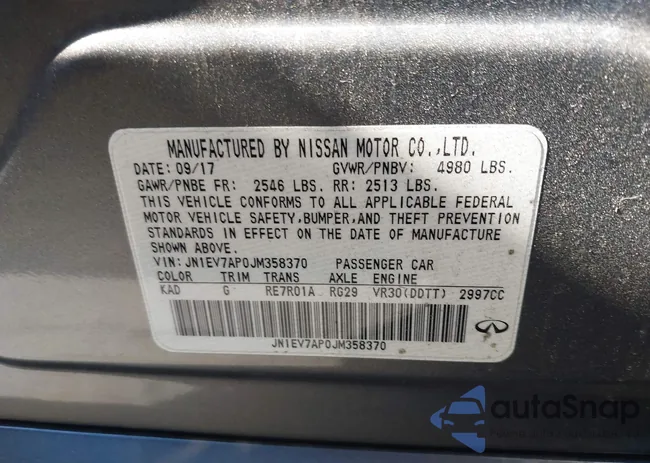 MANUFACTURED BY NISSAN MOTOR CO.,LTD.
DATE: 09/17 GVWR/PNBV: 4980 LBS.
GAWR/PNBE FR: 2546 LBS. RR: 2513 LBS.
THIS VEHICLE CONFORMS TO ALL APPLICABLE FEDERAL
MOTOR VEHICLE SAFETY,BUMPER,AND THEFT PREVENTION
STANDARDS IN EFFECT ON THE DATE OF MANUFACTURE
SHOWN ABOVE.
VIN: JN1EV7AP0JM358370 PASSENGER CAR
COLOR TRIM TRANS AXLE ENGINE
KAD G RE7R01A RG29 VR30(DDTT) 2997CC
JN1EV7AP0JM358370
autoSnap